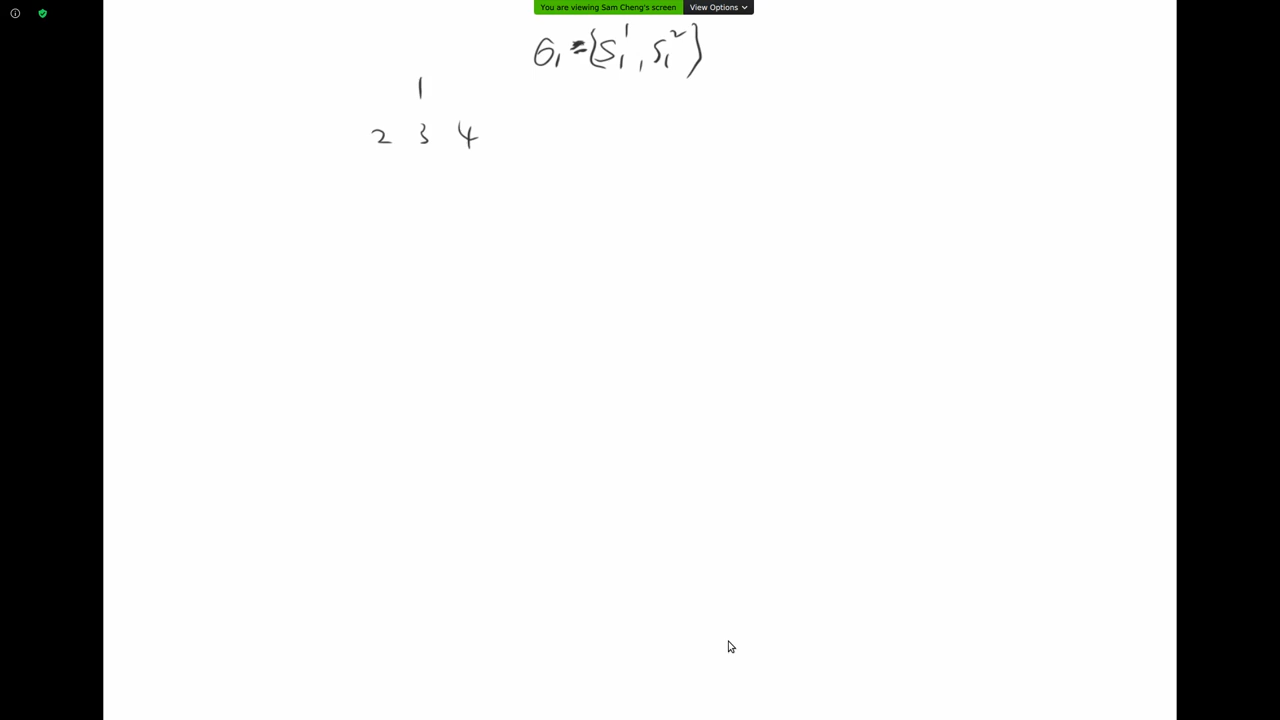 You are viewing Sam Cheng's screen View Options
G₁ = {S₁¹, S₁²}
1
2 3 4